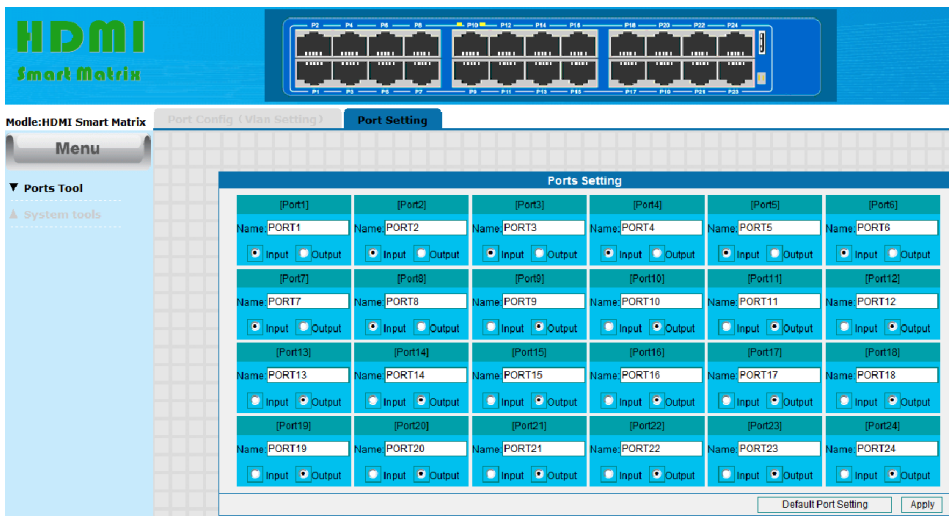 HDMI
Smart Matrix
P2 P4 P6 P8 P10 P12 P14 P16 P18 P20 P22 P24
P1 P3 P5 P7 P9 P11 P13 P15 P17 P19 P21 P23
Modle:HDMI Smart Matrix
Port Config (Vlan Setting) Port Setting
Menu
Ports Tool
System tools
Ports Setting
[Port1] [Port2] [Port3] [Port4] [Port5] [Port6]
Name: PORT1 Name: PORT2 Name: PORT3 Name: PORT4 Name: PORT5 Name: PORT6
Input Output Input Output Input Output Input Output Input Output Input Output
[Port7] [Port8] [Port9] [Port10] [Port11] [Port12]
Name: PORT7 Name: PORT8 Name: PORT9 Name: PORT10 Name: PORT11 Name: PORT12
Input Output Input Output Input Output Input Output Input Output Input Output
[Port13] [Port14] [Port15] [Port16] [Port17] [Port18]
Name: PORT13 Name: PORT14 Name: PORT15 Name: PORT16 Name: PORT17 Name: PORT18
Input Output Input Output Input Output Input Output Input Output Input Output
[Port19] [Port20] [Port21] [Port22] [Port23] [Port24]
Name: PORT19 Name: PORT20 Name: PORT21 Name: PORT22 Name: PORT23 Name: PORT24
Input Output Input Output Input Output Input Output Input Output Input Output
Default Port Setting Apply